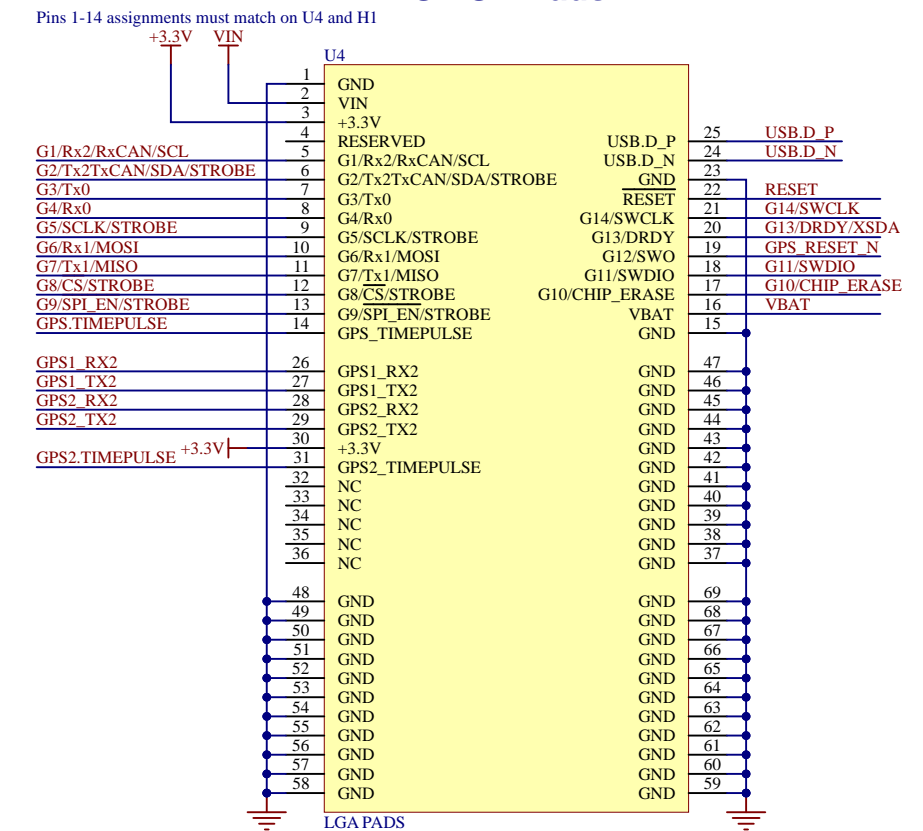 Pins 1-14 assignments must match on U4 and H1
+3.3V VIN
U4
1 GND
2 VIN
3 +3.3V
4 RESERVED USB.D_P 25 USB.D_P
G1/Rx2/RxCAN/SCL 5 G1/Rx2/RxCAN/SCL USB.D_N 24 USB.D_N
G2/Tx2TxCAN/SDA/STROBE 6 G2/Tx2TxCAN/SDA/STROBE GND 23
G3/Tx0 7 G3/Tx0 RESET 22 RESET
G4/Rx0 8 G4/Rx0 G14/SWCLK 21 G14/SWCLK
G5/SCLK/STROBE 9 G5/SCLK/STROBE G13/DRDY 20 G13/DRDY/XSDA
G6/Rx1/MOSI 10 G6/Rx1/MOSI G12/SWO 19 GPS_RESET_N
G7/Tx1/MISO 11 G7/Tx1/MISO G11/SWDIO 18 G11/SWDIO
G8/CS/STROBE 12 G8/CS/STROBE G10/CHIP_ERASE 17 G10/CHIP_ERASE
G9/SPI_EN/STROBE 13 G9/SPI_EN/STROBE VBAT 16 VBAT
GPS.TIMEPULSE 14 GPS_TIMEPULSE GND 15
GPS1_RX2 26 GPS1_RX2 GND 47
GPS1_TX2 27 GPS1_TX2 GND 46
GPS2_RX2 28 GPS2_RX2 GND 45
GPS2_TX2 29 GPS2_TX2 GND 44
+3.3V 30 +3.3V GND 43
GPS2.TIMEPULSE 31 GPS2_TIMEPULSE GND 42
32 NC GND 41
33 NC GND 40
34 NC GND 39
35 NC GND 38
36 NC GND 37
48 GND GND 69
49 GND GND 68
50 GND GND 67
51 GND GND 66
52 GND GND 65
53 GND GND 64
54 GND GND 63
55 GND GND 62
56 GND GND 61
57 GND GND 60
58 GND GND 59
LGA PADS